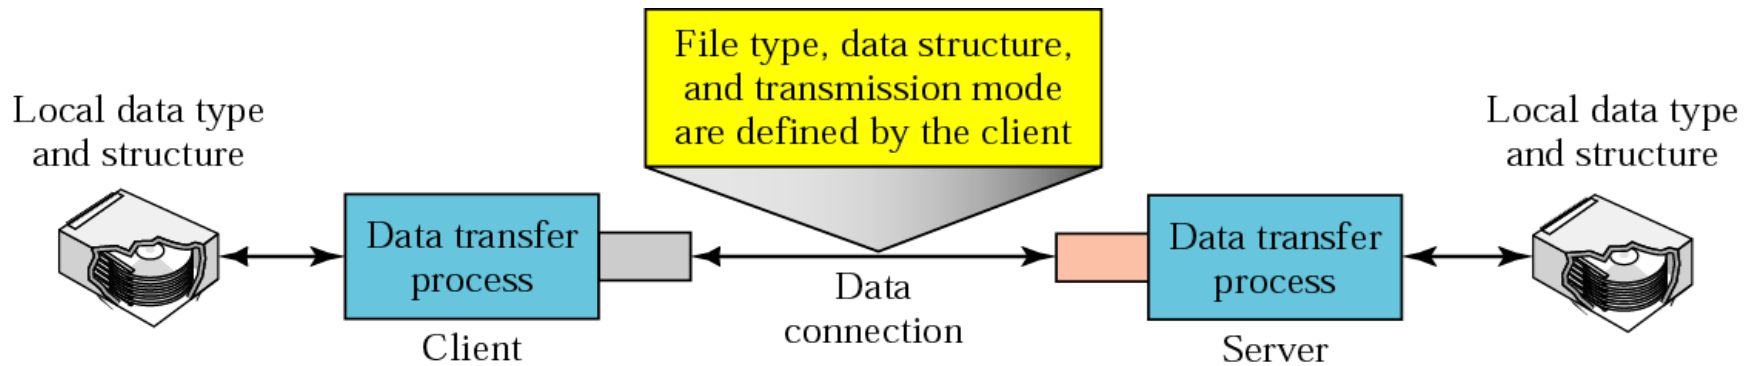 File type, data structure,
and transmission mode
are defined by the client
Local data type
and structure
Local data type
and structure
Data transfer
process
Data transfer
process
Data
connection
Client
Server